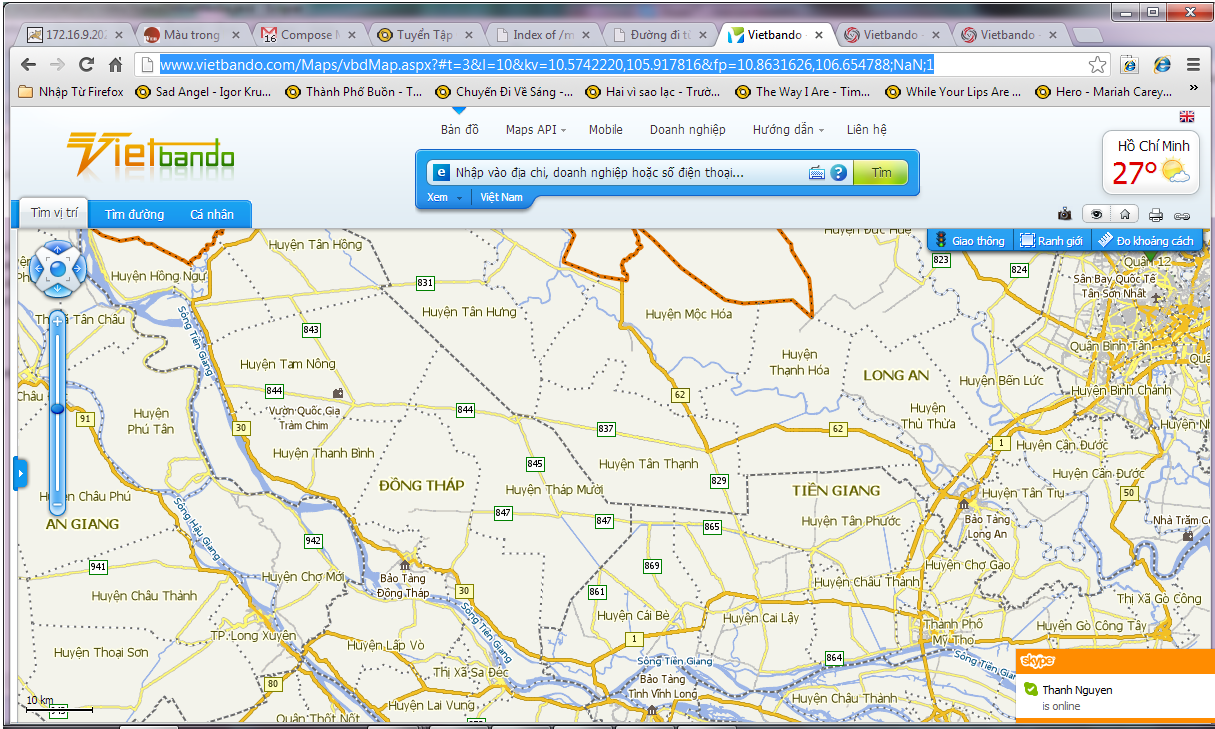 172.16.9.20
Màu trong
Compose M
Tuyển Tập
Index of /m
Đường đi từ
Vietbando
Vietbando -
Vietbando -
www.vietbando.com/Maps/vbdMap.aspx?#t=3&l=10&kv=10.5742220,105.917816&fp=10.8631626,106.654788;NaN;1
Nhập Từ Firefox
Sad Angel - Igor Kru...
Thành Phố Buồn - T...
Chuyến Đi Về Sáng -...
Hai vì sao lạc - Trườ...
The Way I Are - Tim...
While Your Lips Are ...
Hero - Mariah Carey...
»
Bản đồ
Maps API
Mobile
Doanh nghiệp
Hướng dẫn
Liên hệ
Vietbando
Nhập vào địa chỉ, doanh nghiệp hoặc số điện thoại...
Tìm
Xem
Việt Nam
Hồ Chí Minh
27°
Tìm vị trí
Tìm đường
Cá nhân
Giao thông
Ranh giới
Đo khoảng cách
Huyện Đức Huệ
Huyện Tân Hồng
823
824
Quận 12
Sân Bay Quốc Tế
Tân Sơn Nhất
Huyện Hồng Ngự
831
Huyện Tân Hưng
Huyện Mộc Hóa
Tân Châu
Sông Tiền Giang
843
Quận Bình Tân
Huyện Tam Nông
Huyện
Thạnh Hóa
LONG AN
Huyện Bến Lức
Huyện Bình Chánh
844
62
Vườn Quốc Gia
Tràm Chim
844
Huyện
Thủ Thừa
91
Huyện
Phú Tân
30
837
62
1
Huyện Cần Đước
Huyện Thanh Bình
845
Huyện Tân Thạnh
Huyện Cần Đước
829
ĐỒNG THÁP
Huyện Tháp Mười
TIỀN GIANG
Huyện Tân Trụ
50
Huyện Châu Phú
Sông Hậu Giang
847
847
865
Huyện Tân Phước
Bảo Tàng
Long An
AN GIANG
942
941
869
Huyện Chợ Gạo
Huyện Chợ Mới
Bảo Tàng
Đồng Tháp
30
861
Huyện Châu Thành
Huyện Châu Thành
Thị Xã Gò Công
Huyện Cái Bè
Huyện Cai Lậy
Thành Phố
Mỹ Tho
Huyện Gò Công Tây
TP.Long Xuyên
Sông Tiền Giang
1
Huyện Lấp Vò
Huyện Thoại Sơn
864
Sông Tiền Giang
Sông Tiền
Thị Xã Sa Đéc
Bảo Tàng
Tỉnh Vĩnh Long
80
Huyện Lai Vung
Huyện Châu Thành
Quận Thốt Nốt
10 km
skype
Thanh Nguyen
is online